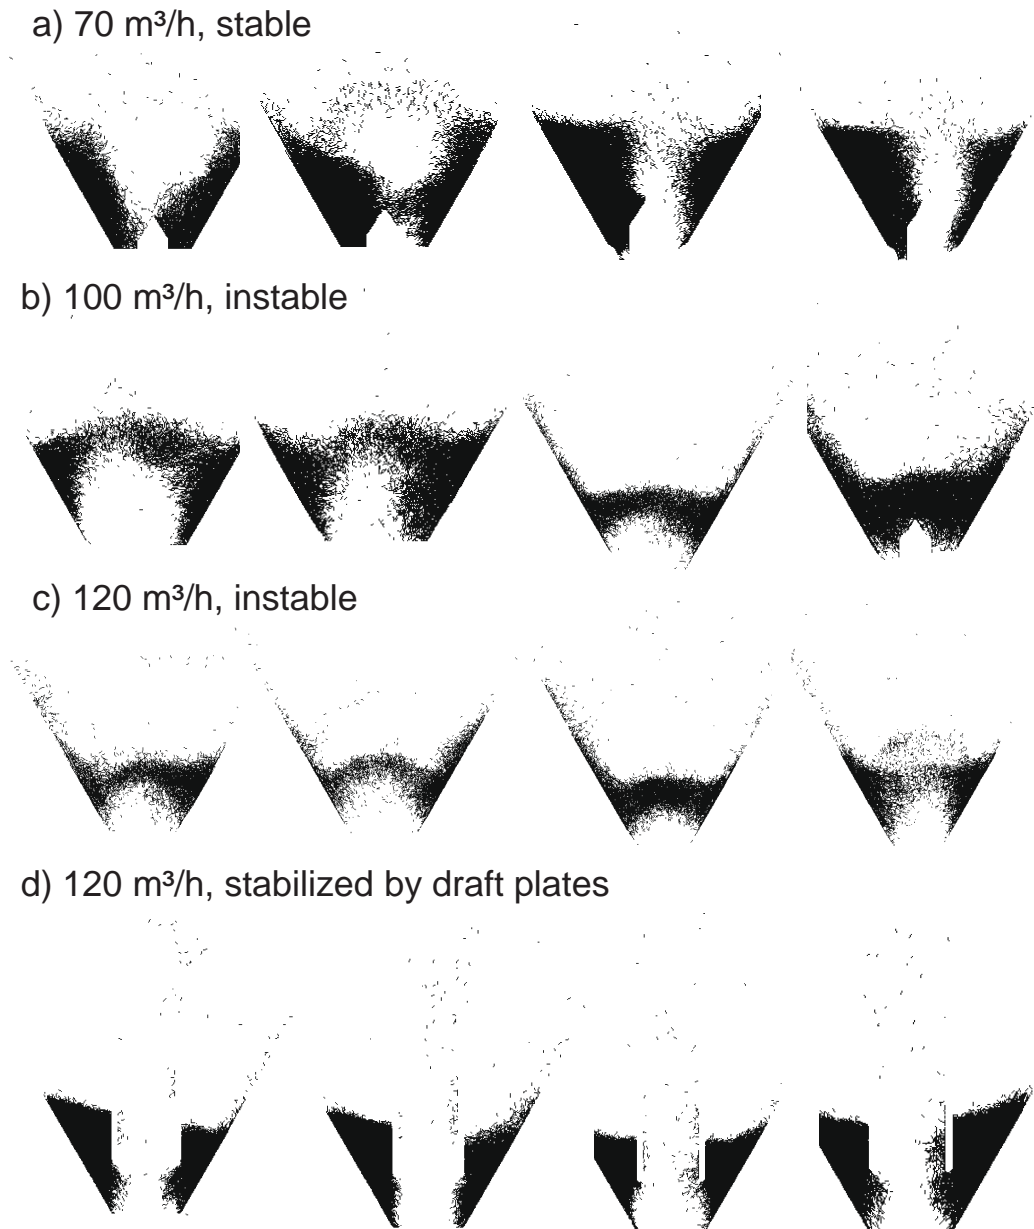 a) 70 m³/h, stable
b) 100 m³/h, instable
c) 120 m³/h, instable
d) 120 m³/h, stabilized by draft plates